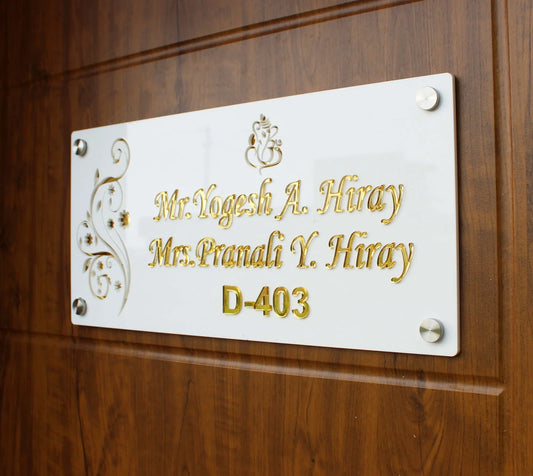 Mr.Yogesh A. Hiray
Mrs.Pranali Y. Hiray
D-403